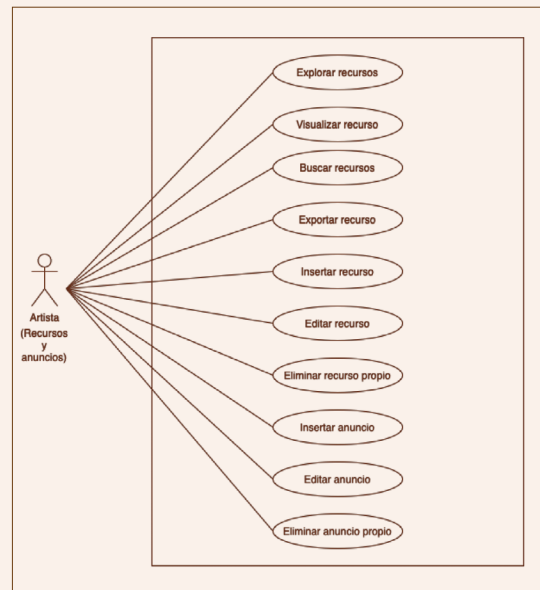 Explorar recursos
Visualizar recurso
Buscar recursos
Exportar recurso
Insertar recurso
Artista
(Recursos
y
anuncios)
Editar recurso
Eliminar recurso propio
Insertar anuncio
Editar anuncio
Eliminar anuncio propio